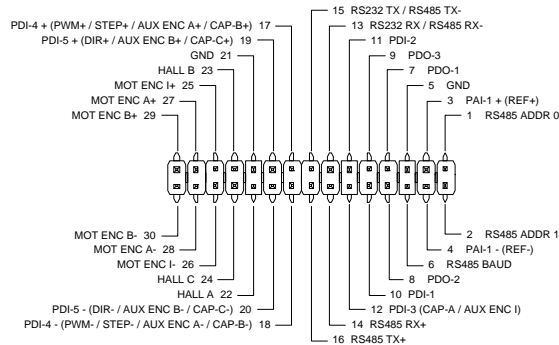 15 RS232 TX / RS485 TX-
PDI-4 + (PWM+ / STEP+ / AUX ENC A+ / CAP-B+) 17
13 RS232 RX / RS485 RX-
PDI-5 + (DIR+ / AUX ENC B+ / CAP-C+) 19
11 PDI-2
GND 21
9 PDO-3
HALL B 23
7 PDO-1
MOT ENC I+ 25
5 GND
MOT ENC A+ 27
3 PAI-1 + (REF+)
MOT ENC B+ 29
1 RS485 ADDR 0
MOT ENC B- 30
2 RS485 ADDR 1
MOT ENC A- 28
4 PAI-1 - (REF-)
MOT ENC I- 26
6 RS485 BAUD
HALL C 24
8 PDO-2
HALL A 22
10 PDI-1
PDI-5 - (DIR- / AUX ENC B- / CAP-C-) 20
12 PDI-3 (CAP-A / AUX ENC I)
PDI-4 - (PWM- / STEP- / AUX ENC A- / CAP-B-) 18
14 RS485 RX+
16 RS485 TX+